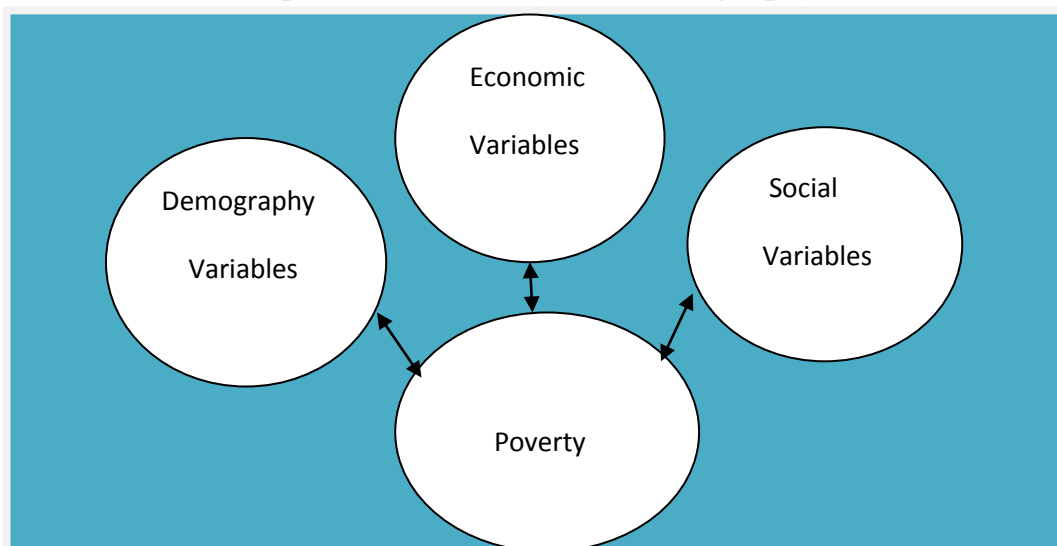 Economic
Variables
Demography
Variables
Social
Variables
Poverty